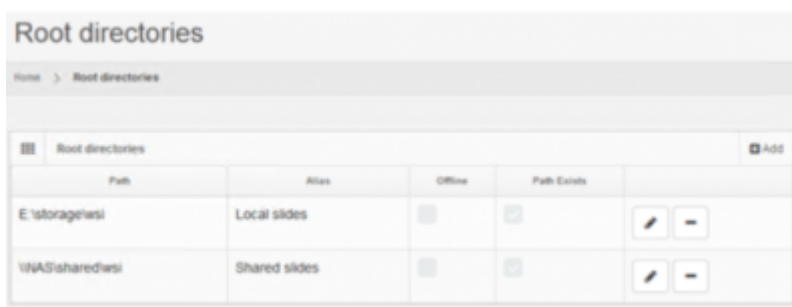 Root directories
Home > Root directories
Root directories Add
Path Alias Offline Path Exists
E:\storage\wsi Local slides
\\NAS\shared\wsi Shared slides